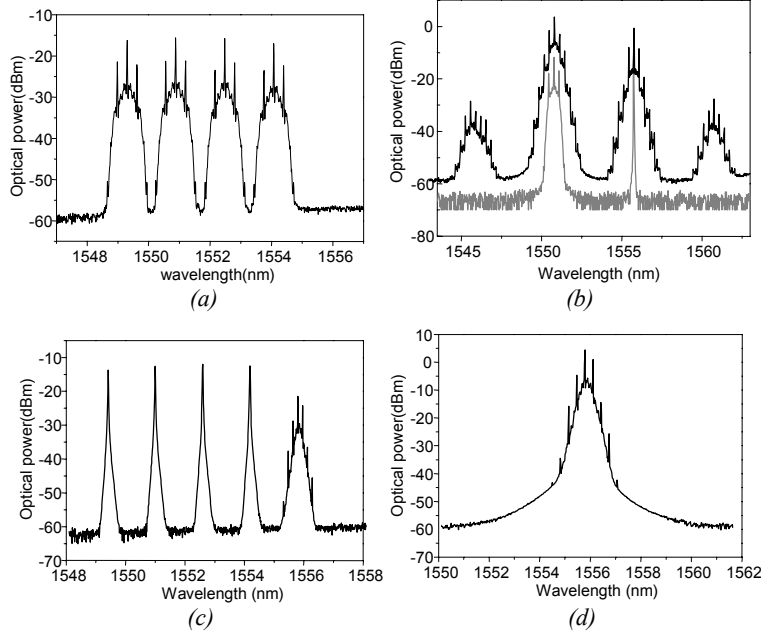 -10
-20
-30
-40
-50
-60
Optical power(dBm)
1548 1550 1552 1554 1556
wavelength(nm)
(a)
0
-20
-40
-60
-80
Optical power (dBm)
1545 1550 1555 1560
Wavelength (nm)
(b)
-10
-20
-30
-40
-50
-60
-70
Optical power(dBm)
1548 1550 1552 1554 1556 1558
Wavelength (nm)
(c)
10
0
-10
-20
-30
-40
-50
-60
-70
Optical power(dBm)
1550 1552 1554 1556 1558 1560 1562
Wavelength (nm)
(d)